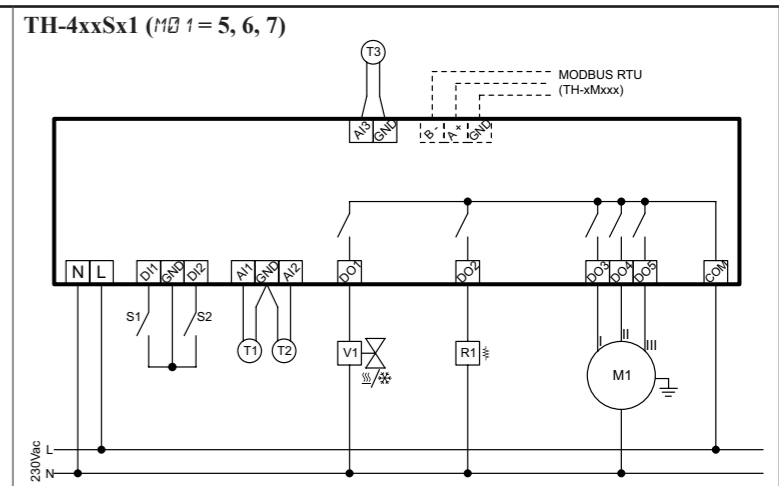 TH-4xxSx1 (M01 = 5, 6, 7)
T3
MODBUS RTU
(TH-xMxxx)
AI3 GND B - A + GND
N L DI1 GND DI2 AI1 GND AI2 DO1 DO2 DO3 DO4 DO5 COM
S1 S2 I II III
T1 T2 V1 R1 M1
230Vac L
N